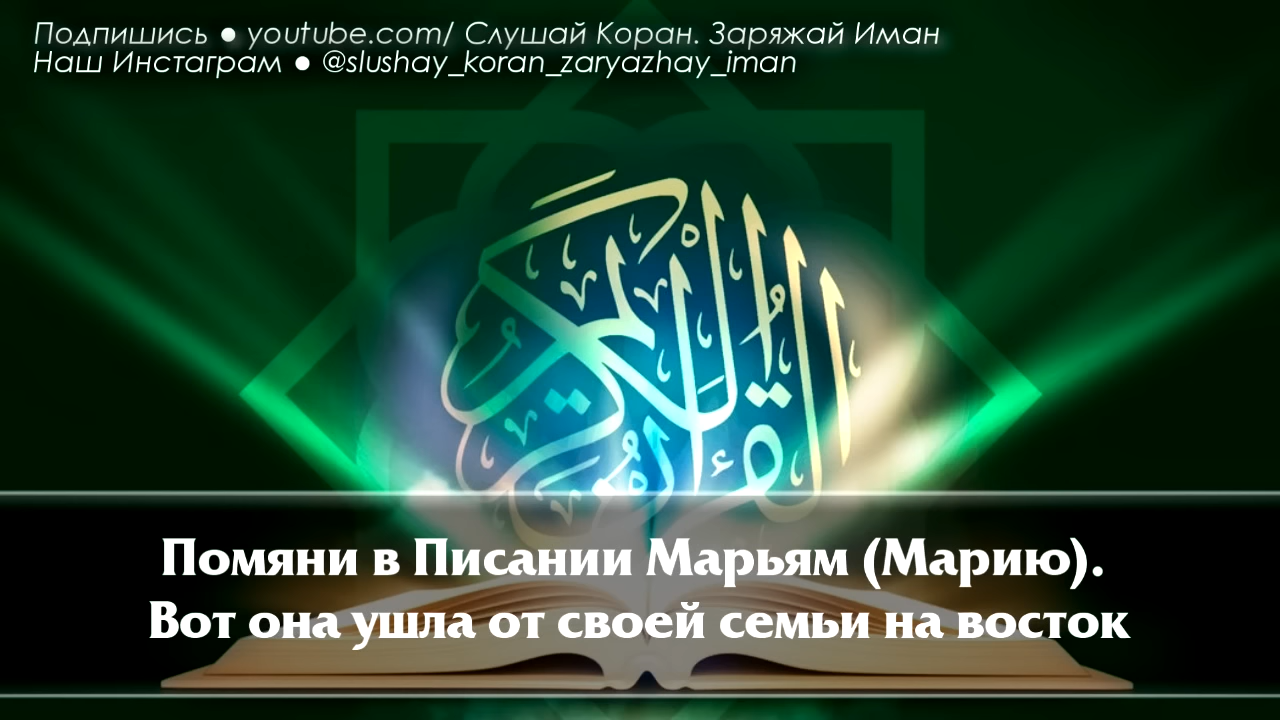 Подпишись ● youtube.com/ Слушай Коран. Заряжай Иман
Наш Инстаграм ● @slushay_koran_zaryazhay_iman
القرآن الكريم
Помяни в Писании Марьям (Марию).
Вот она ушла от своей семьи на восток